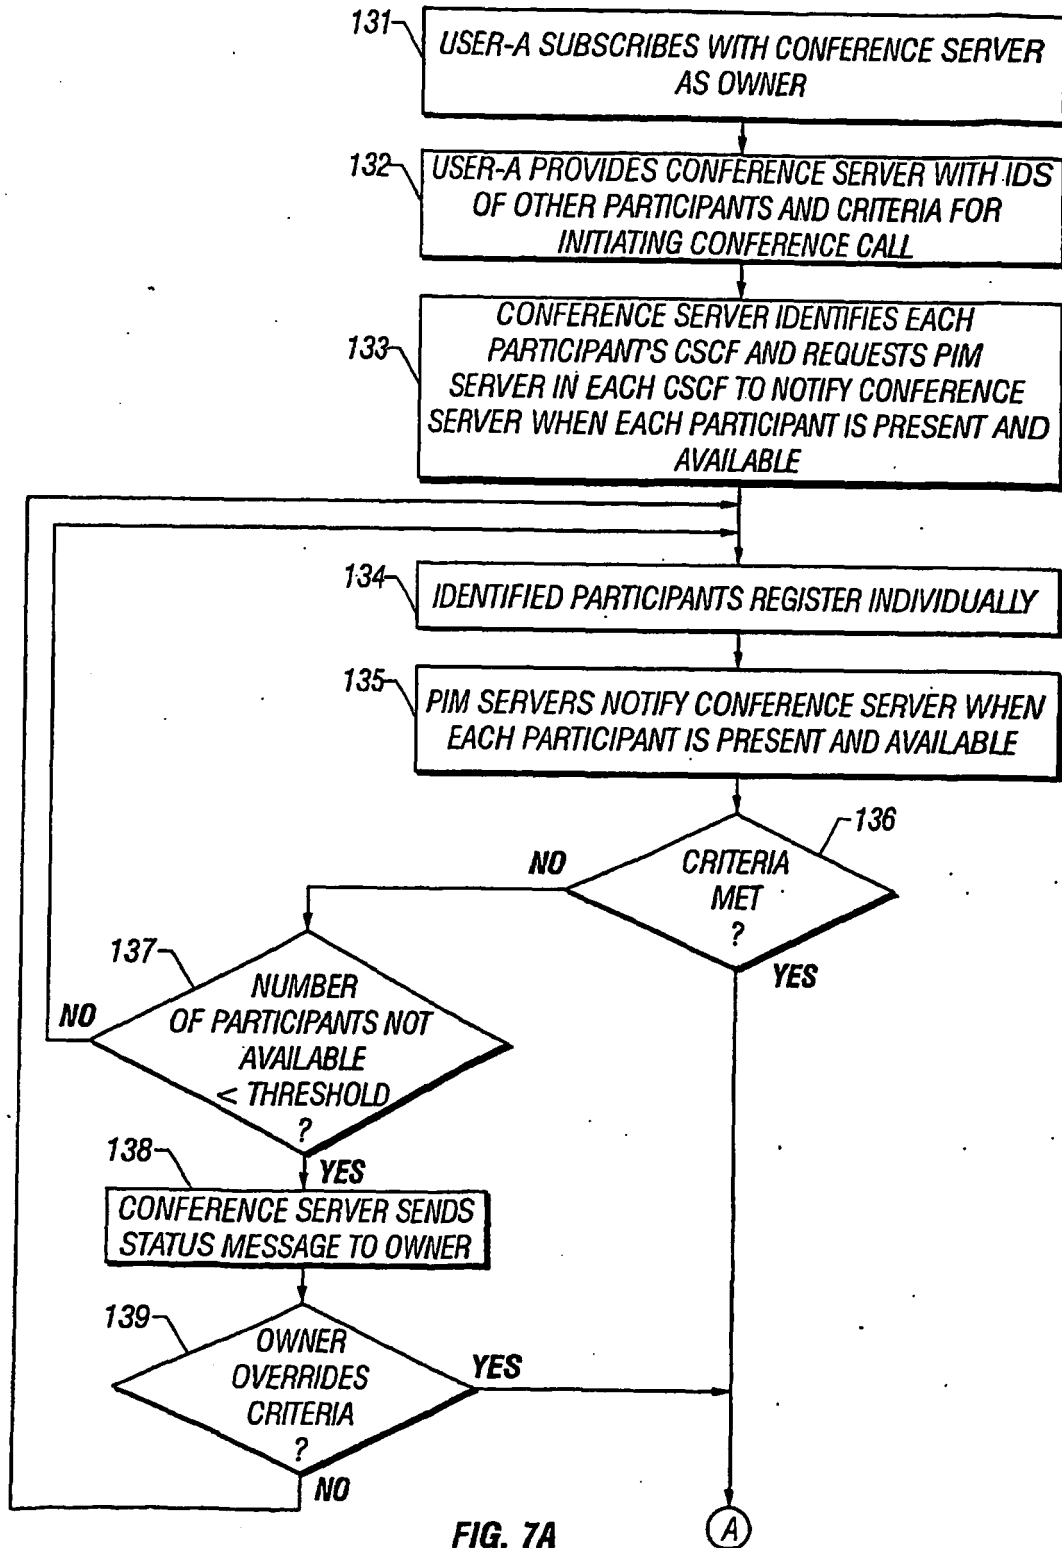 131
USER-A SUBSCRIBES WITH CONFERENCE SERVER
AS OWNER
132
USER-A PROVIDES CONFERENCE SERVER WITH IDS
OF OTHER PARTICIPANTS AND CRITERIA FOR
INITIATING CONFERENCE CALL
133
CONFERENCE SERVER IDENTIFIES EACH
PARTICIPANT'S CSCF AND REQUESTS PIM
SERVER IN EACH CSCF TO NOTIFY CONFERENCE
SERVER WHEN EACH PARTICIPANT IS PRESENT AND
AVAILABLE
134
IDENTIFIED PARTICIPANTS REGISTER INDIVIDUALLY
135
PIM SERVERS NOTIFY CONFERENCE SERVER WHEN
EACH PARTICIPANT IS PRESENT AND AVAILABLE
136
CRITERIA
MET
?
NO
YES
137
NUMBER
OF PARTICIPANTS NOT
AVAILABLE
< THRESHOLD
?
NO
YES
138
CONFERENCE SERVER SENDS
STATUS MESSAGE TO OWNER
139
OWNER
OVERRIDES
CRITERIA
?
YES
NO
FIG. 7A
A